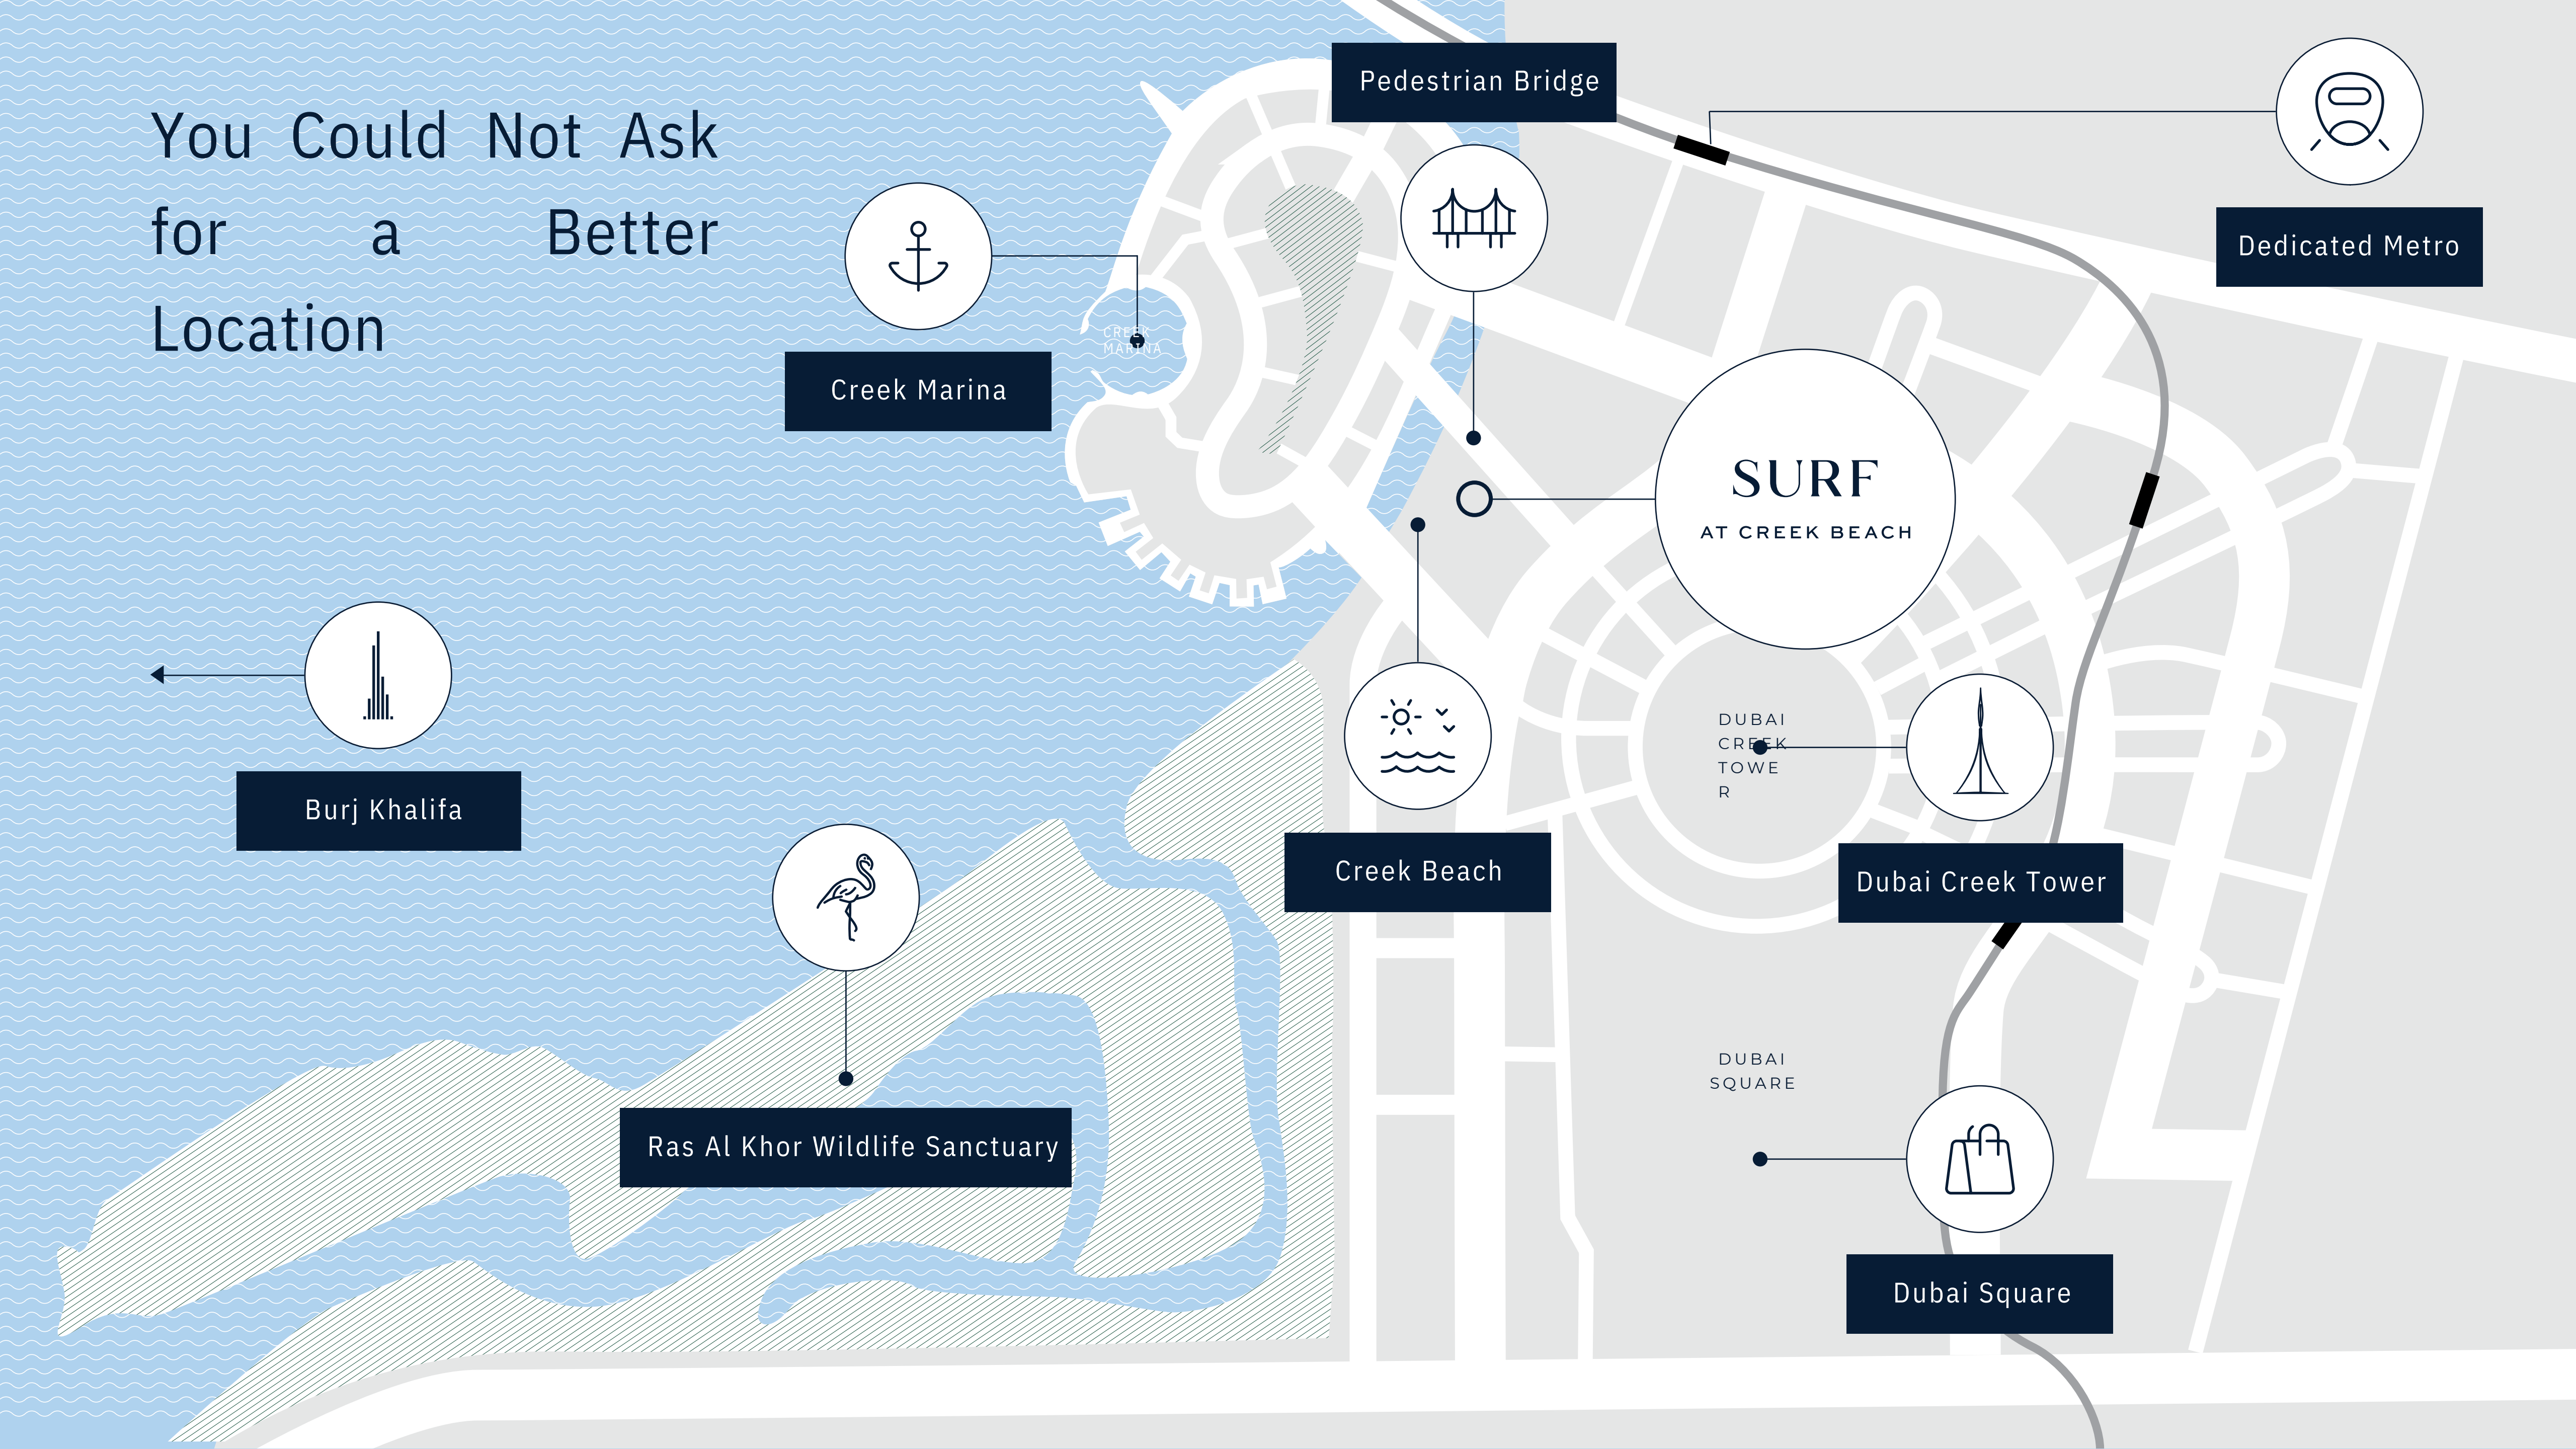 You Could Not Ask
for a Better
Location
Pedestrian Bridge
Dedicated Metro
CREEK
MARINA
Creek Marina
SURF
AT CREEK BEACH
DUBAI
CREEK
TOWE
R
Burj Khalifa
Creek Beach
Dubai Creek Tower
DUBAI
SQUARE
Ras Al Khor Wildlife Sanctuary
Dubai Square